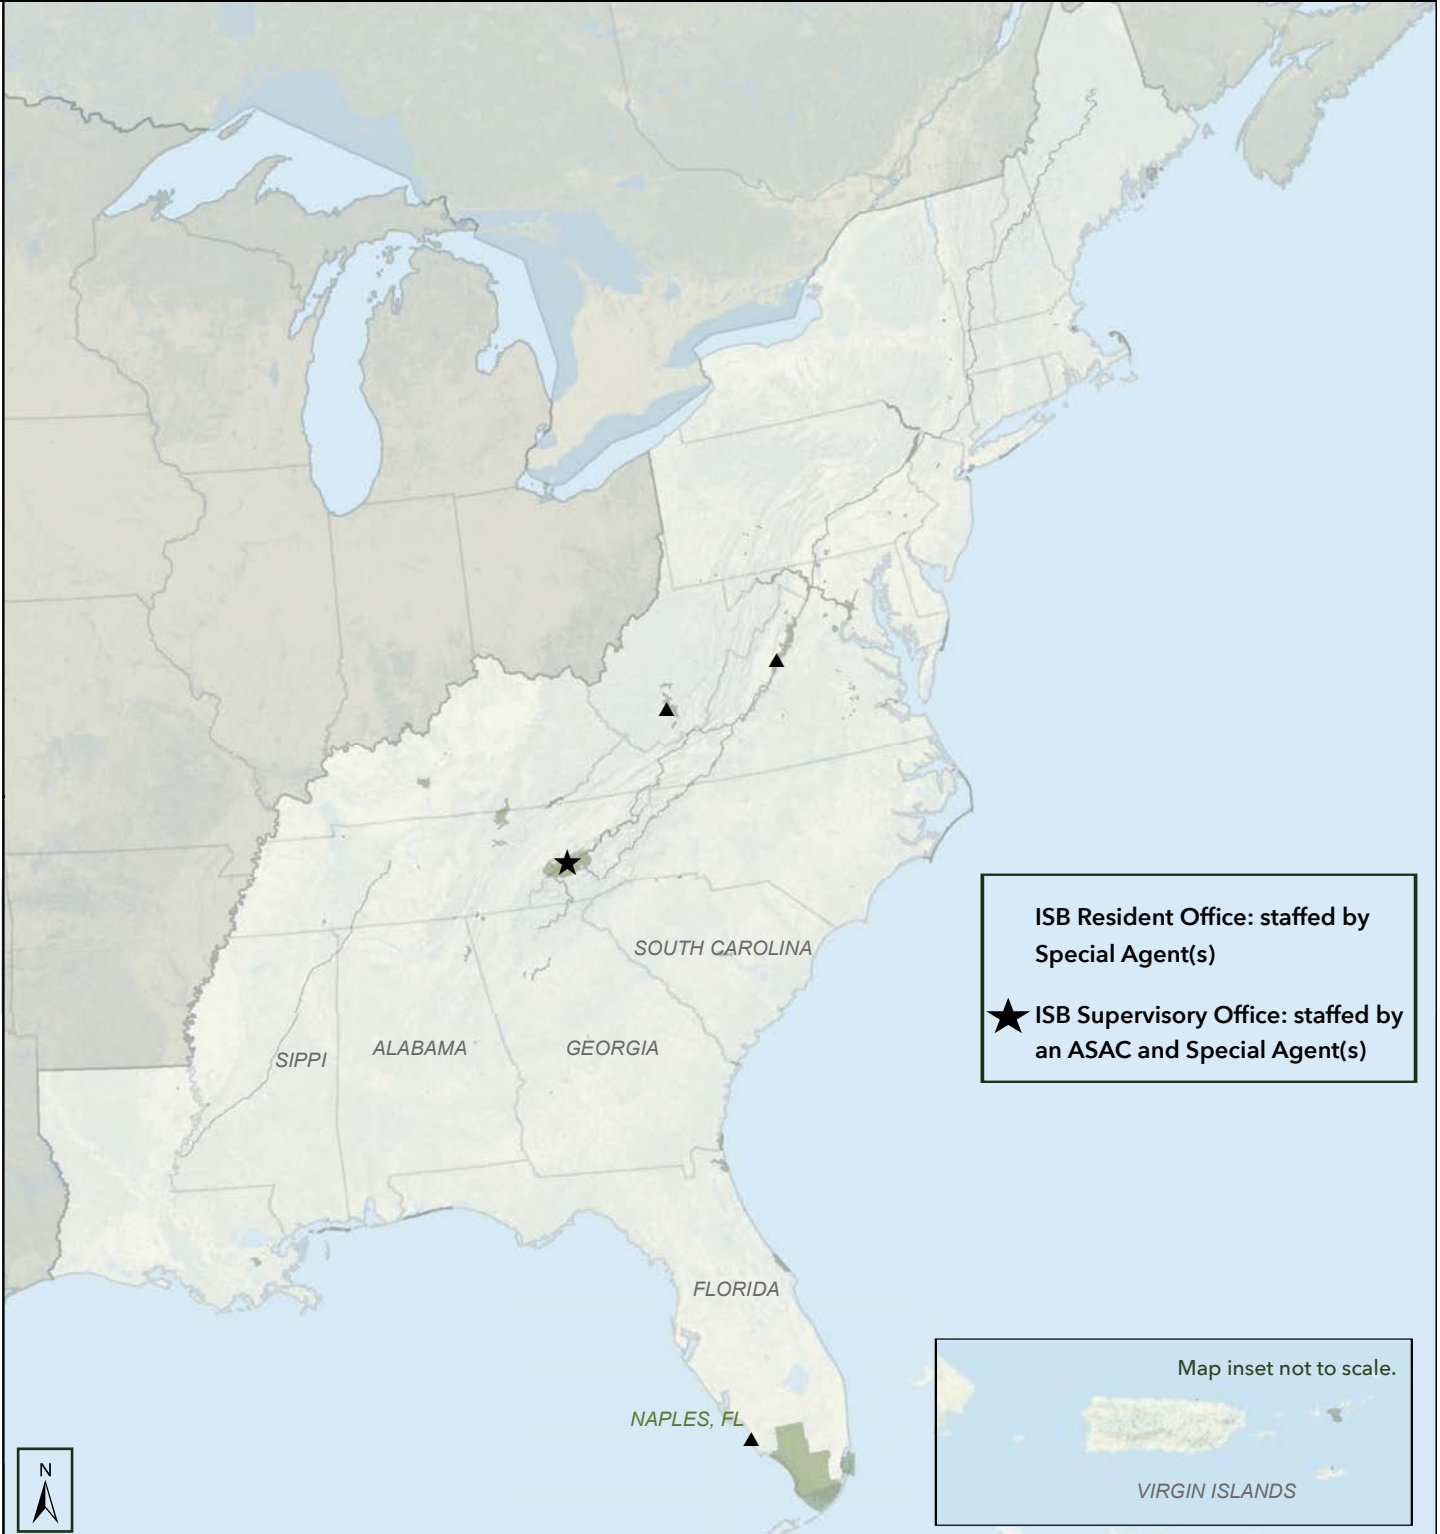 SOUTH CAROLINA
SIPPI
ALABAMA
GEORGIA
ISB Resident Office: staffed by
Special Agent(s)
ISB Supervisory Office: staffed by
an ASAC and Special Agent(s)
FLORIDA
NAPLES, FL
Map inset not to scale.
VIRGIN ISLANDS
N